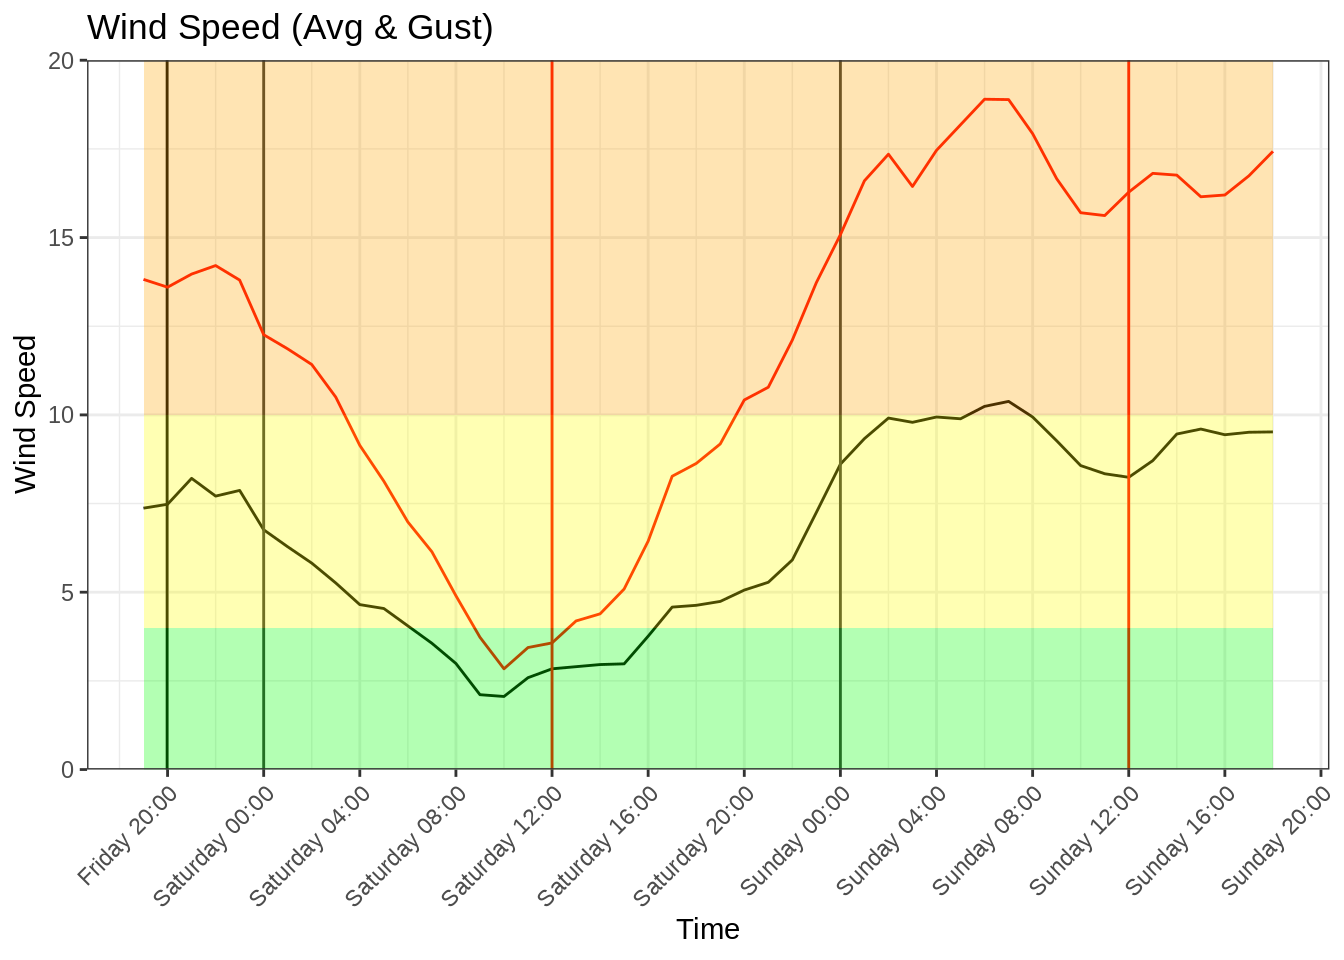 Wind Speed (Avg & Gust)
20
15
10
5
0
Wind Speed
Friday 20:00
Saturday 00:00
Saturday 04:00
Saturday 08:00
Saturday 12:00
Saturday 16:00
Saturday 20:00
Sunday 00:00
Sunday 04:00
Sunday 08:00
Sunday 12:00
Sunday 16:00
Sunday 20:00
Time